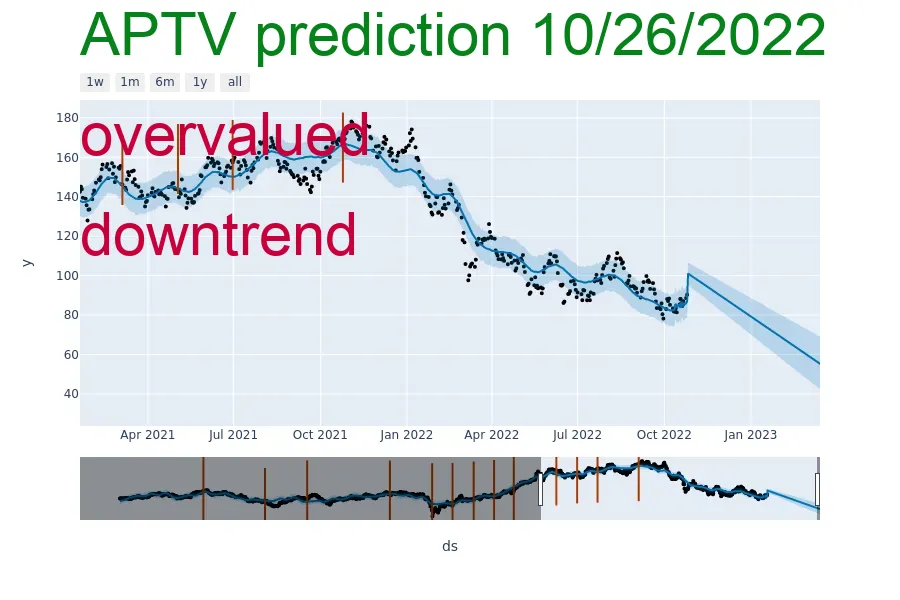 APTV prediction 10/26/2022
1w 1m 6m 1y all
overvalued
downtrend
180
160
140
120
100
80
60
40
y
Apr 2021 Jul 2021 Oct 2021 Jan 2022 Apr 2022 Jul 2022 Oct 2022 Jan 2023
ds